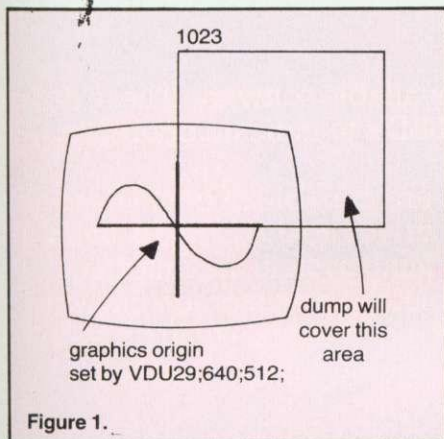 1023
graphics origin
set by VDU29;640;512;
dump will
cover this
area
Figure 1.